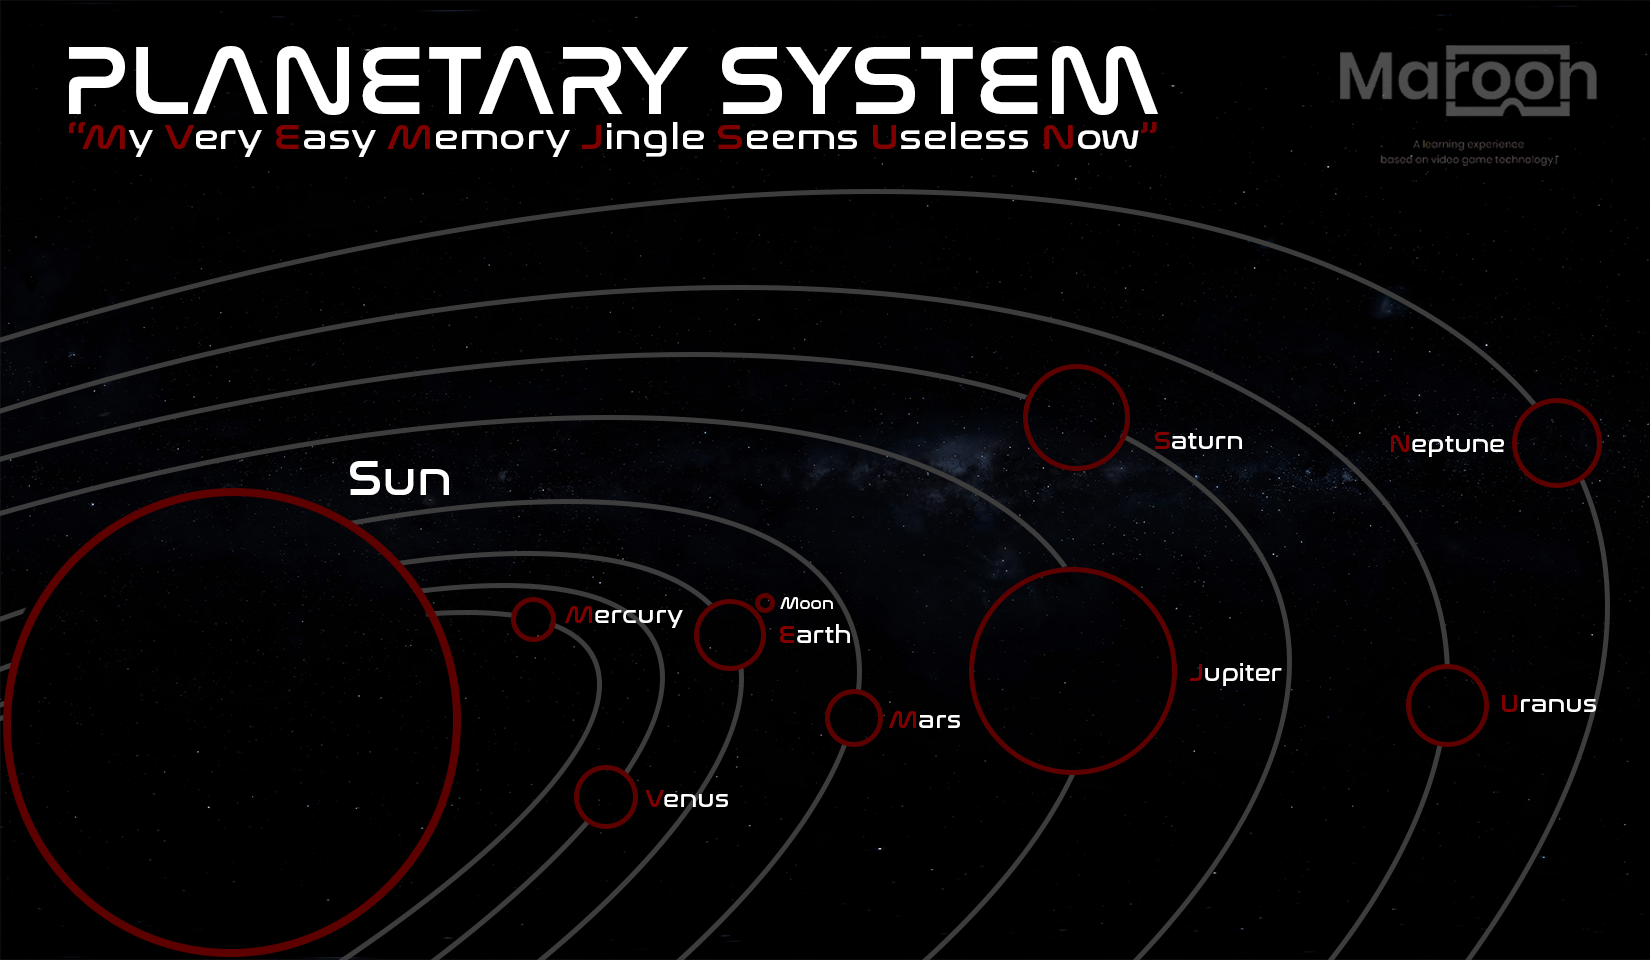 PLANETARY SYSTEM
"My Very Easy Memory Jingle Seems Useless Now"
Maroon
A learning experience
based on video game technology!
Saturn
Neptune
Sun
Moon
Mercury
Earth
Jupiter
Uranus
Mars
Venus